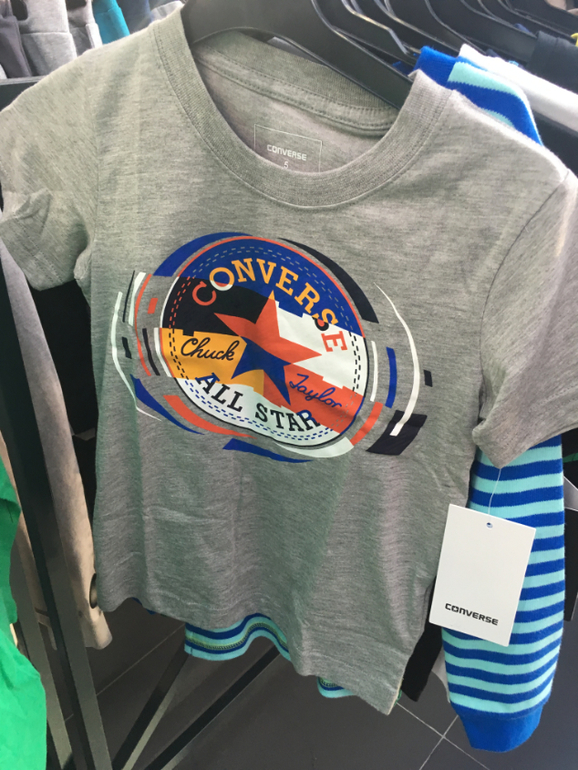 CONVERSE
5
CONVERSE
Chuck Taylor
ALL STAR
CONVERSE